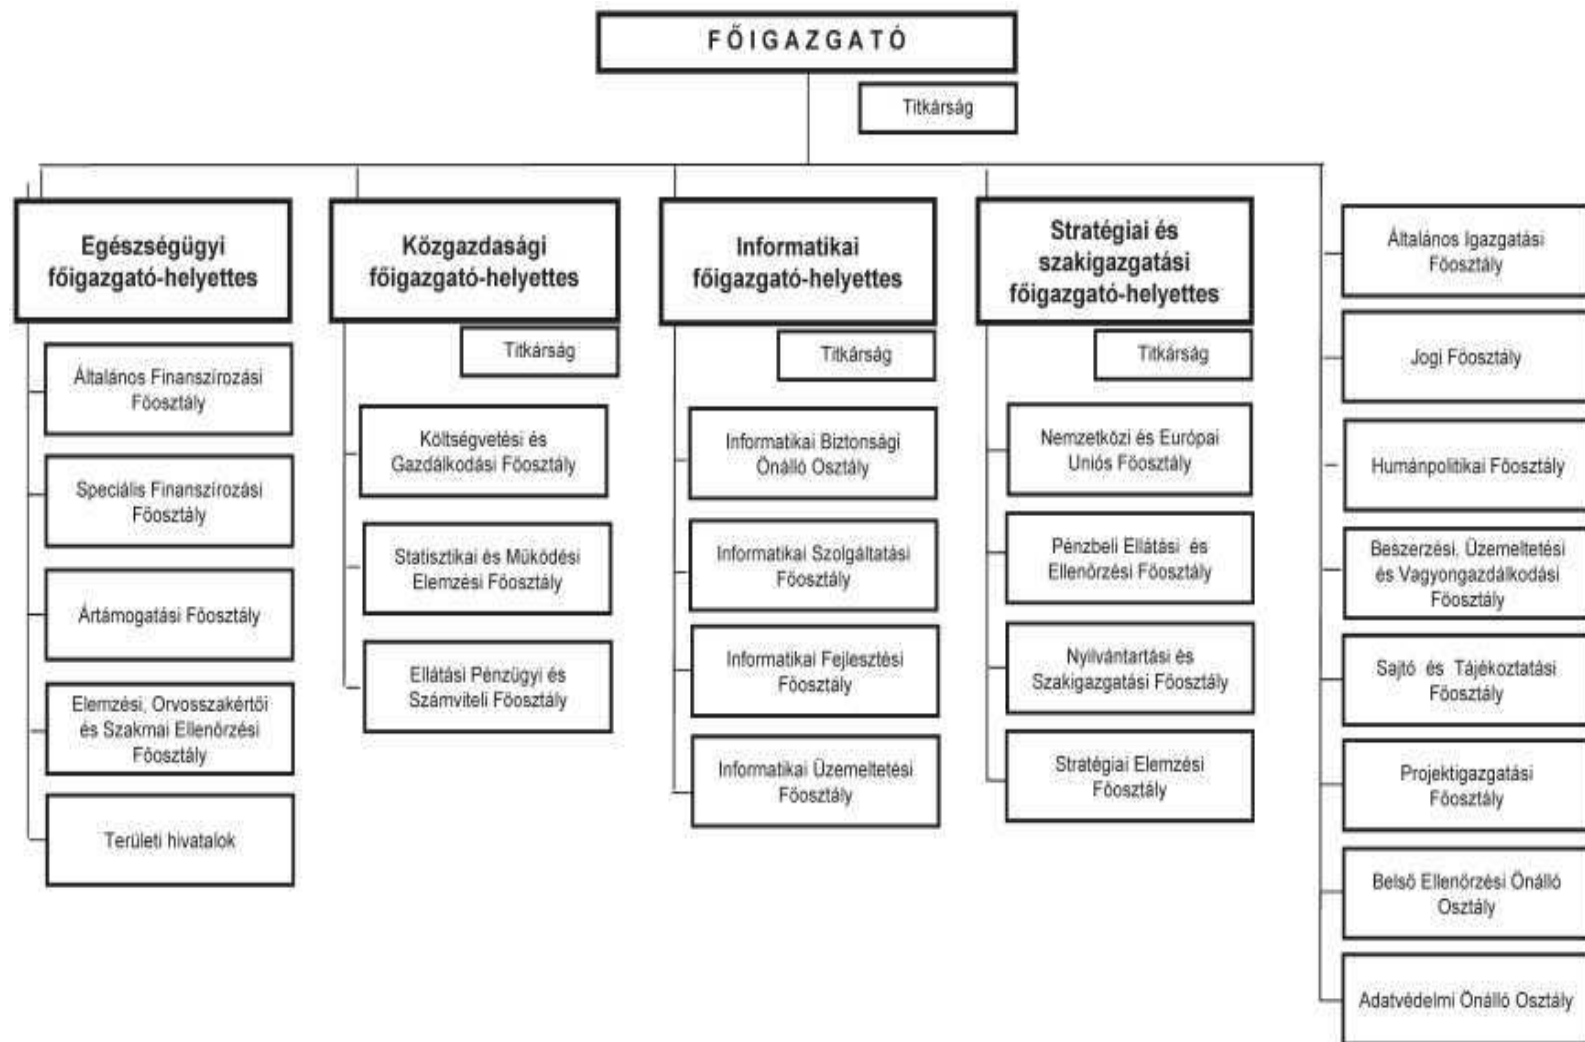 FŐIGAZGATÓ
Titkárság
Egészségügyi
főigazgató-helyettes
Általános Finanszírozási
Főosztály
Speciális Finanszírozási
Főosztály
Ártámogatási Főosztály
Elemzési, Orvosszakértői
és Szakmai Ellenőrzési
Főosztály
Területi hivatalok
Közgazdasági
főigazgató-helyettes
Titkárság
Költségvetési és
Gazdálkodási Főosztály
Statisztikai és Működési
Elemzési Főosztály
Ellátási Pénzügyi és
Számviteli Főosztály
Informatikai
főigazgató-helyettes
Titkárság
Informatikai Biztonsági
Önálló Osztály
Informatikai Szolgáltatási
Főosztály
Informatikai Fejlesztési
Főosztály
Informatikai Üzemeltetési
Főosztály
Stratégiai és
szakigazgatási
főigazgató-helyettes
Titkárság
Nemzetközi és Európai
Uniós Főosztály
Pénzbeli Ellátási és
Ellenőrzési Főosztály
Nyilvántartási és
Szakigazgatási Főosztály
Stratégiai Elemzési
Főosztály
Általános Igazgatási
Főosztály
Jogi Főosztály
Humánpolitikai Főosztály
Beszerzési, Üzemeltetési
és Vagyongazdálkodási
Főosztály
Sajtó és Tájékoztatási
Főosztály
Projektigazgatási
Főosztály
Belső Ellenőrzési Önálló
Osztály
Adatvédelmi Önálló Osztály